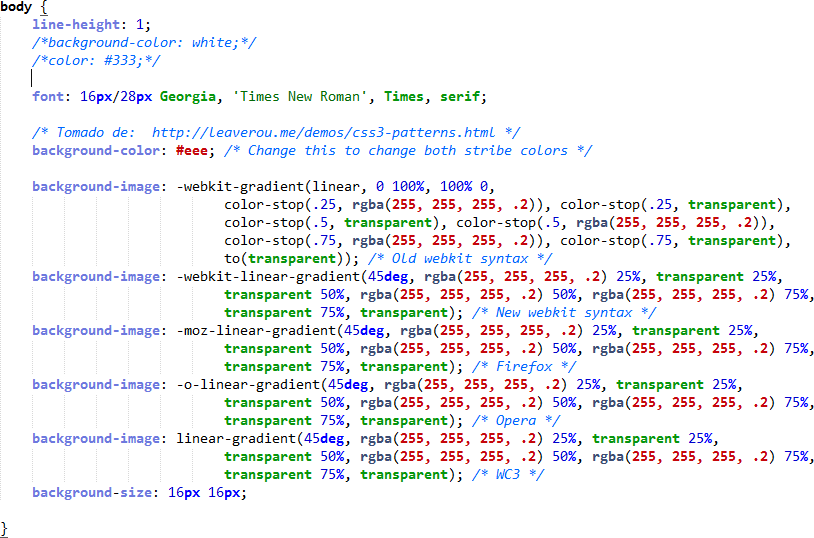 body {
    line-height: 1;
    /*background-color: white;*/
    /*color: #333;*/

    font: 16px/28px Georgia, 'Times New Roman', Times, serif;

    /* Tomado de:  http://leaverou.me/demos/css3-patterns.html */
    background-color: #eee; /* Change this to change both stribe colors */

    background-image: -webkit-gradient(linear, 0 100%, 100% 0,
                            color-stop(.25, rgba(255, 255, 255, .2)), color-stop(.25, transparent),
                            color-stop(.5, transparent), color-stop(.5, rgba(255, 255, 255, .2)),
                            color-stop(.75, rgba(255, 255, 255, .2)), color-stop(.75, transparent),
                            to(transparent)); /* Old webkit syntax */
    background-image: -webkit-linear-gradient(45deg, rgba(255, 255, 255, .2) 25%, transparent 25%,
                            transparent 50%, rgba(255, 255, 255, .2) 50%, rgba(255, 255, 255, .2) 75%,
                            transparent 75%, transparent); /* New webkit syntax */
    background-image: -moz-linear-gradient(45deg, rgba(255, 255, 255, .2) 25%, transparent 25%,
                            transparent 50%, rgba(255, 255, 255, .2) 50%, rgba(255, 255, 255, .2) 75%,
                            transparent 75%, transparent); /* Firefox */
    background-image: -o-linear-gradient(45deg, rgba(255, 255, 255, .2) 25%, transparent 25%,
                            transparent 50%, rgba(255, 255, 255, .2) 50%, rgba(255, 255, 255, .2) 75%,
                            transparent 75%, transparent); /* Opera */
    background-image: linear-gradient(45deg, rgba(255, 255, 255, .2) 25%, transparent 25%,
                            transparent 50%, rgba(255, 255, 255, .2) 50%, rgba(255, 255, 255, .2) 75%,
                            transparent 75%, transparent); /* WC3 */
    background-size: 16px 16px;

}